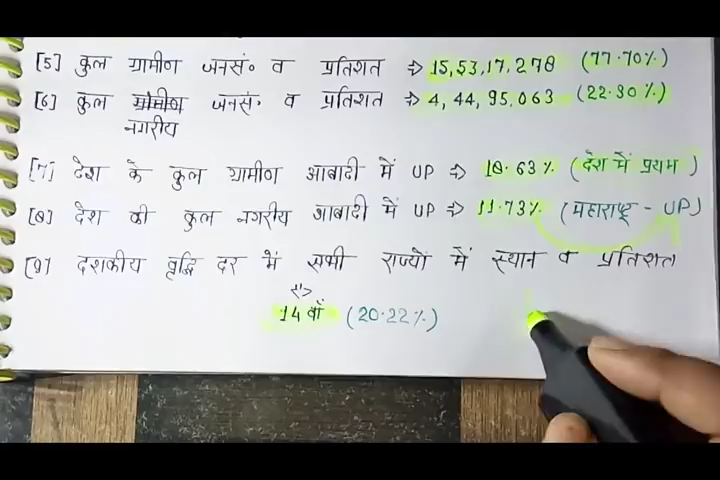 [5] कुल ग्रामीण जनसं० व प्रतिशत ⇒ 15,53,17,278 (77.70%)
[6] कुल ग्रामीण जनसं. व प्रतिशत ⇒ 4,44,95,063 (22.30%)
नगरीय
[7] देश के कुल ग्रामीण आबादी में UP ⇒ 18.63% (देश में प्रथम)
[8] देश की कुल नगरीय आबादी में UP ⇒ 11.73% (महाराष्ट्र - UP)
[9] दशकीय वृद्धि दर में सभी राज्यों में स्थान व प्रतिशत
⇒ 14 वाँ (20.22%)